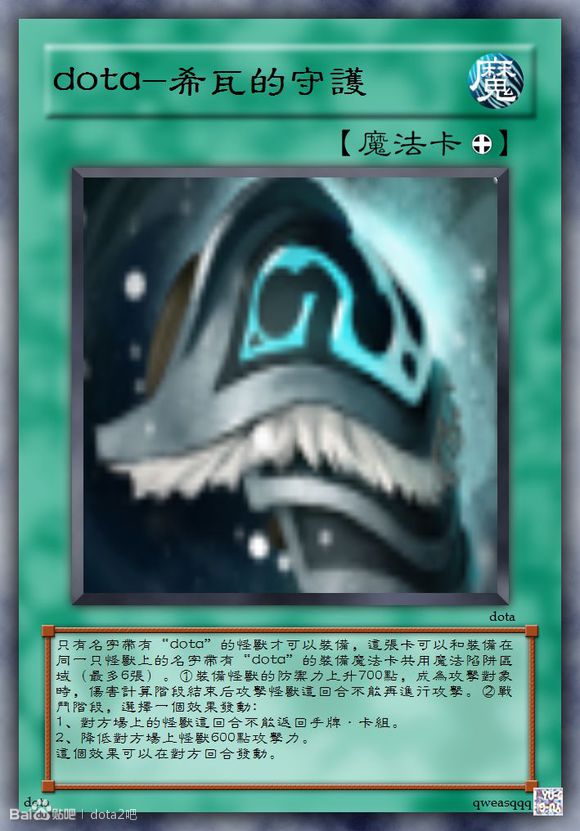 dota-希瓦的守護
魔
【魔法卡】
dota
只有名字帶有“dota”的怪獸才可以裝備，這張卡可以和裝備在
同一只怪獸上的名字帶有“dota”的裝備魔法卡共用魔法陷阱區
域（最多6張）。①裝備怪獸的防禦力上升700點，成為攻擊對象
時，傷害計算階段結束后攻擊怪獸這回合不能再進行攻擊。②戰
鬥階段，選擇一個效果發動：
1、對方場上的怪獸這回合不能返回手牌·卡組。
2、降低對方場上怪獸600點攻擊力。
這個效果可以在對方回合發動。
dota
qweasqqq
Bai 贴吧 | dota2吧